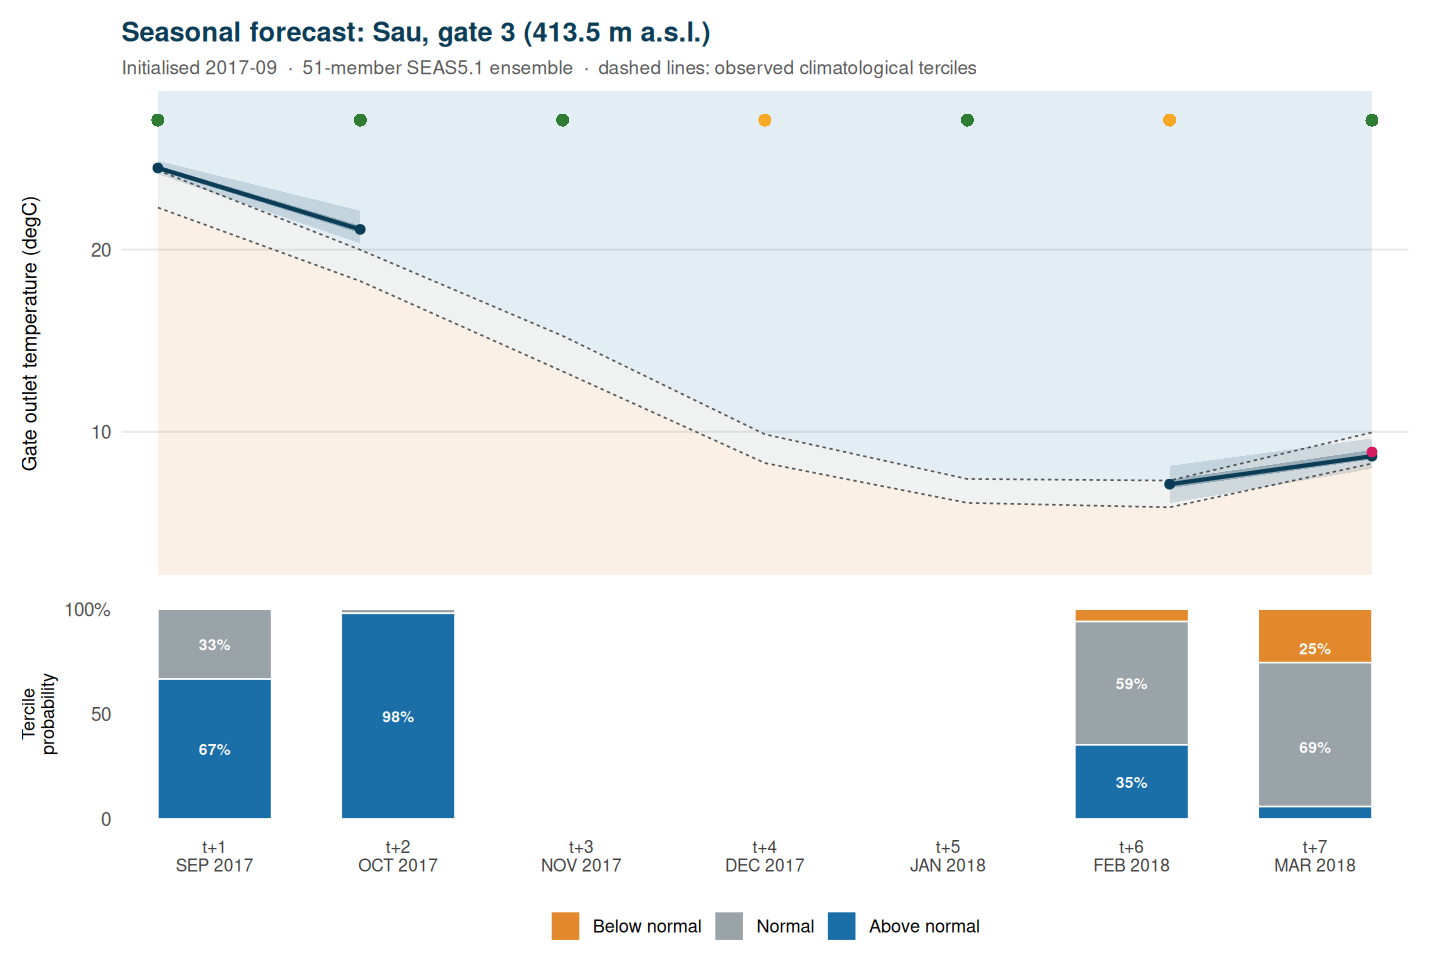 Seasonal forecast: Sau, gate 3 (413.5 m a.s.l.)
Initialised 2017-09 · 51-member SEAS5.1 ensemble · dashed lines: observed climatological terciles
Gate outlet temperature (degC)
20
10
Tercile
probability
100%
50
0
33%
67%
98%
59%
35%
25%
69%
t+1
SEP 2017
t+2
OCT 2017
t+3
NOV 2017
t+4
DEC 2017
t+5
JAN 2018
t+6
FEB 2018
t+7
MAR 2018
Below normal
Normal
Above normal